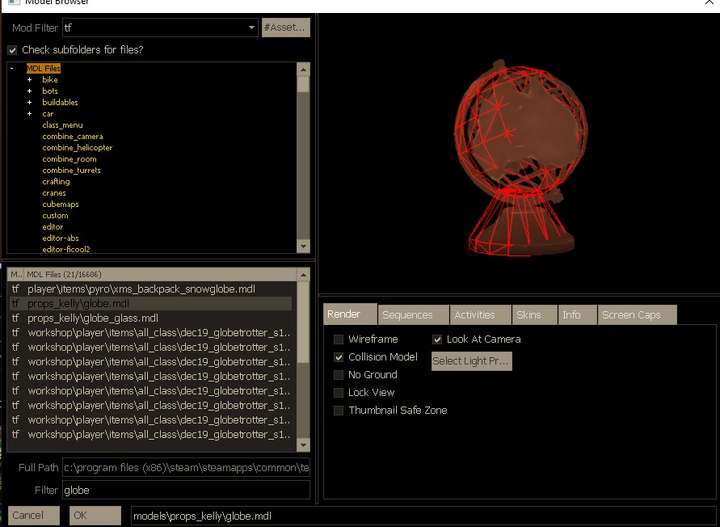 Model Browser
Mod Filter tf #Asset...
Check subfolders for files?
- MDL Files
+ bike
+ bots
+ buildables
+ car
class_menu
combine_camera
combine_helicopter
combine_room
combine_turrets
crafting
cranes
cubemaps
custom
editor
editor-abs
editor-ficool2
M.. MDL Files (21/16606)
tf player\items\pyro\xms_backpack_snowglobe.mdl
tf props_kelly\globe.mdl
tf props_kelly\globe_glass.mdl
tf workshop\player\items\all_class\dec19_globetrotter_s1..
tf workshop\player\items\all_class\dec19_globetrotter_s1..
tf workshop\player\items\all_class\dec19_globetrotter_s1..
tf workshop\player\items\all_class\dec19_globetrotter_s1..
tf workshop\player\items\all_class\dec19_globetrotter_s1..
tf workshop\player\items\all_class\dec19_globetrotter_s1..
tf workshop\player\items\all_class\dec19_globetrotter_s1..
tf workshop\player\items\all_class\dec19_globetrotter_s1..
Full Path c:\program files (x86)\steam\steamapps\common\te
Filter globe
Cancel OK models\props_kelly\globe.mdl
Render Sequences Activities Skins Info Screen Caps
Wireframe Look At Camera
Collision Model Select Light Pr...
No Ground
Lock View
Thumbnail Safe Zone